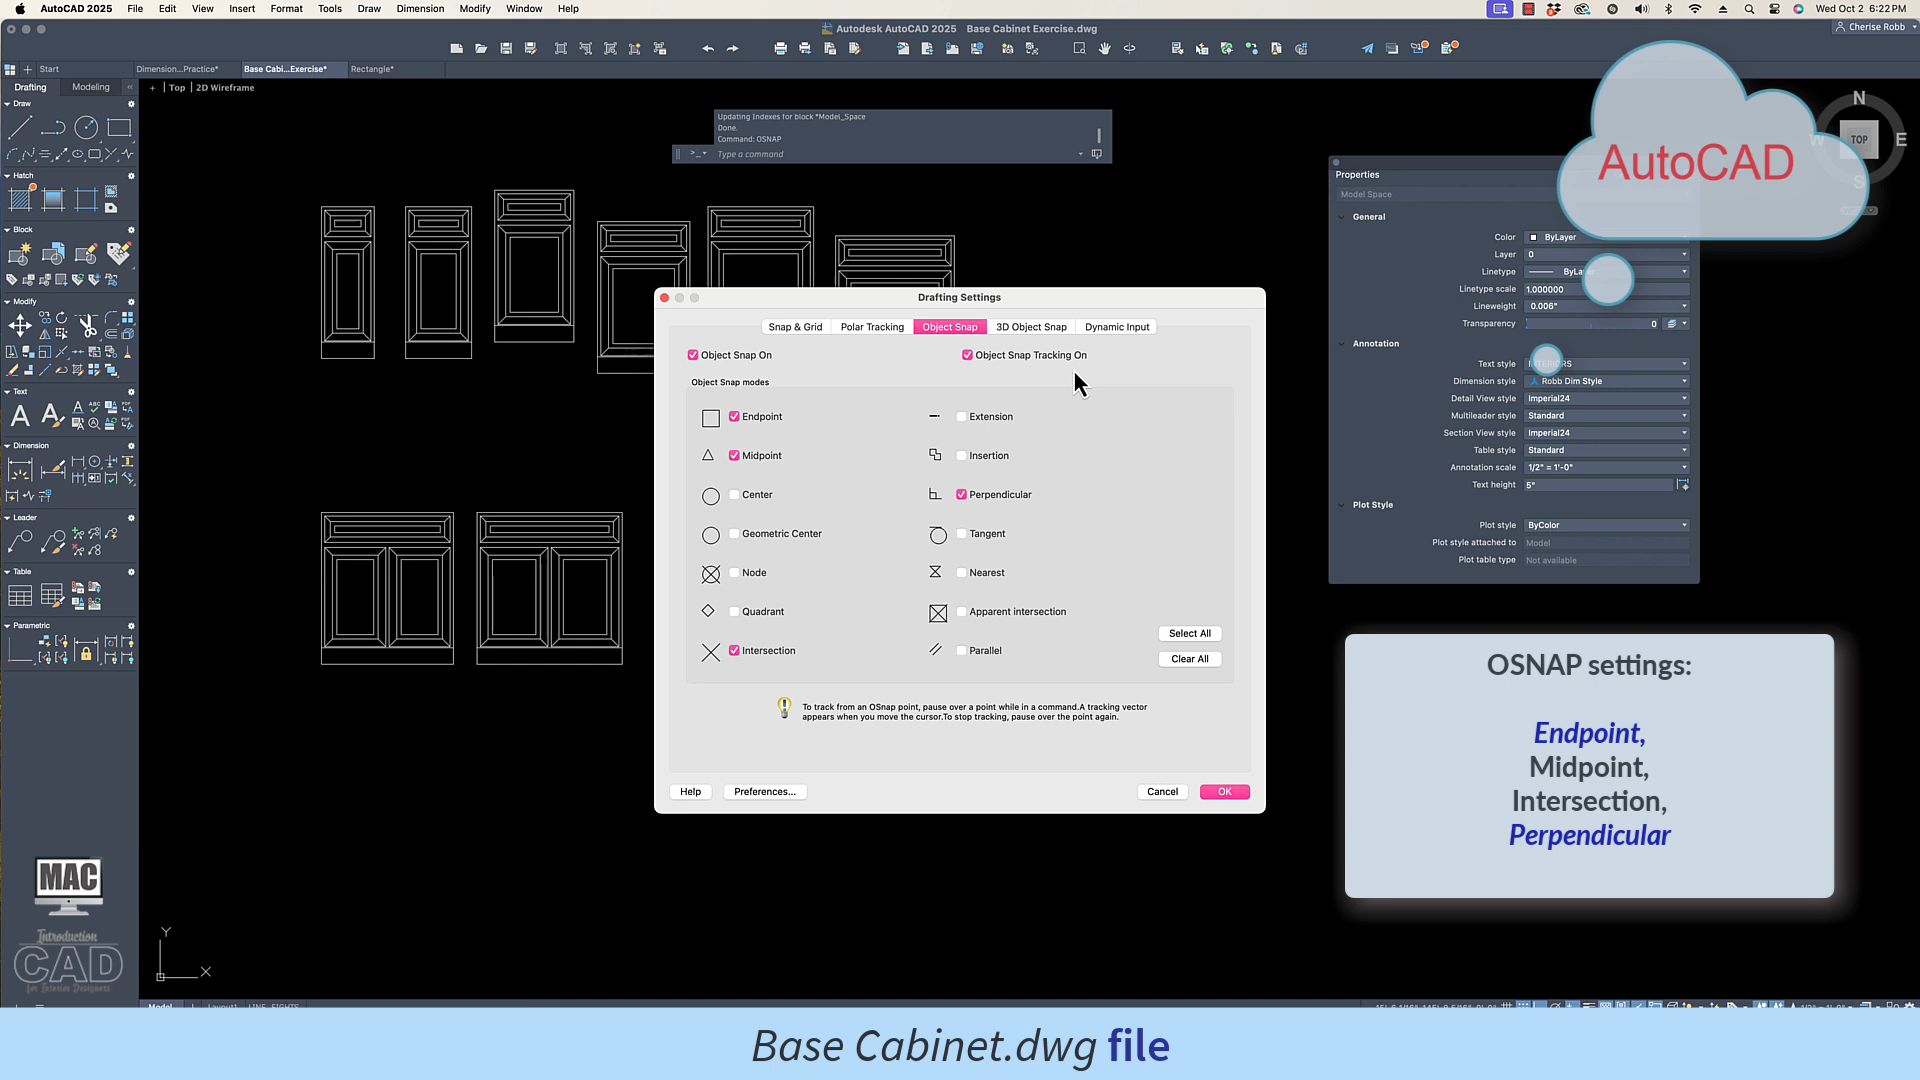 AutoCAD 2025 File Edit View Insert Format Tools Draw Dimension Modify Window Help Wed Oct 2 6:22 PM
Autodesk AutoCAD 2025 Base Cabinet Exercise.dwg
Cherise Robb
Start Dimension...Practice* Base Cabi...Exercise* Rectangle*
Drafting Modeling
+ Top 2D Wireframe
Draw
Hatch
Block
Modify
Text
Dimension
Leader
Table
Parametric
Updating Indexes for block *Model_Space
Done.
Command: OSNAP
Type a command
AutoCAD
N
E
S
W
TOP
Properties
Model Space
General
Color ByLayer
Layer 0
Linetype
Linetype scale 1.000000
Lineweight 0.006"
Transparency 0
Annotation
Text style
Dimension style Robb Dim Style
Detail View style Imperial24
Multileader style Standard
Section View style Imperial24
Table style Standard
Annotation scale 1/2" = 1'-0"
Text height 5"
Plot Style
Plot style ByColor
Plot style attached to Model
Plot table type Not available
Drafting Settings
Snap & Grid Polar Tracking Object Snap 3D Object Snap Dynamic Input
Object Snap On Object Snap Tracking On
Object Snap modes
Endpoint Extension
Midpoint Insertion
Center Perpendicular
Geometric Center Tangent
Node Nearest
Quadrant Apparent intersection
Intersection Parallel
Select All
Clear All
To track from an OSnap point, pause over a point while in a command.A tracking vector
appears when you move the cursor.To stop tracking, pause over the point again.
Help Preferences... Cancel OK
OSNAP settings:
Endpoint,
Midpoint,
Intersection,
Perpendicular
MAC
Introduction
CAD
for Interior Designers
Y
X
Model Layout1
Base Cabinet.dwg file